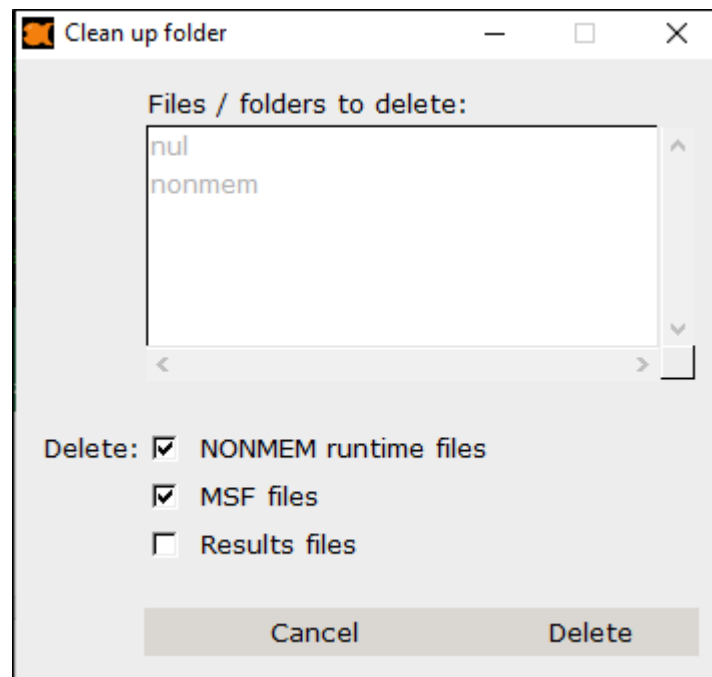 Clean up folder
Files / folders to delete:
nul
nonmem
Delete: NONMEM runtime files
MSF files
Results files
Cancel Delete